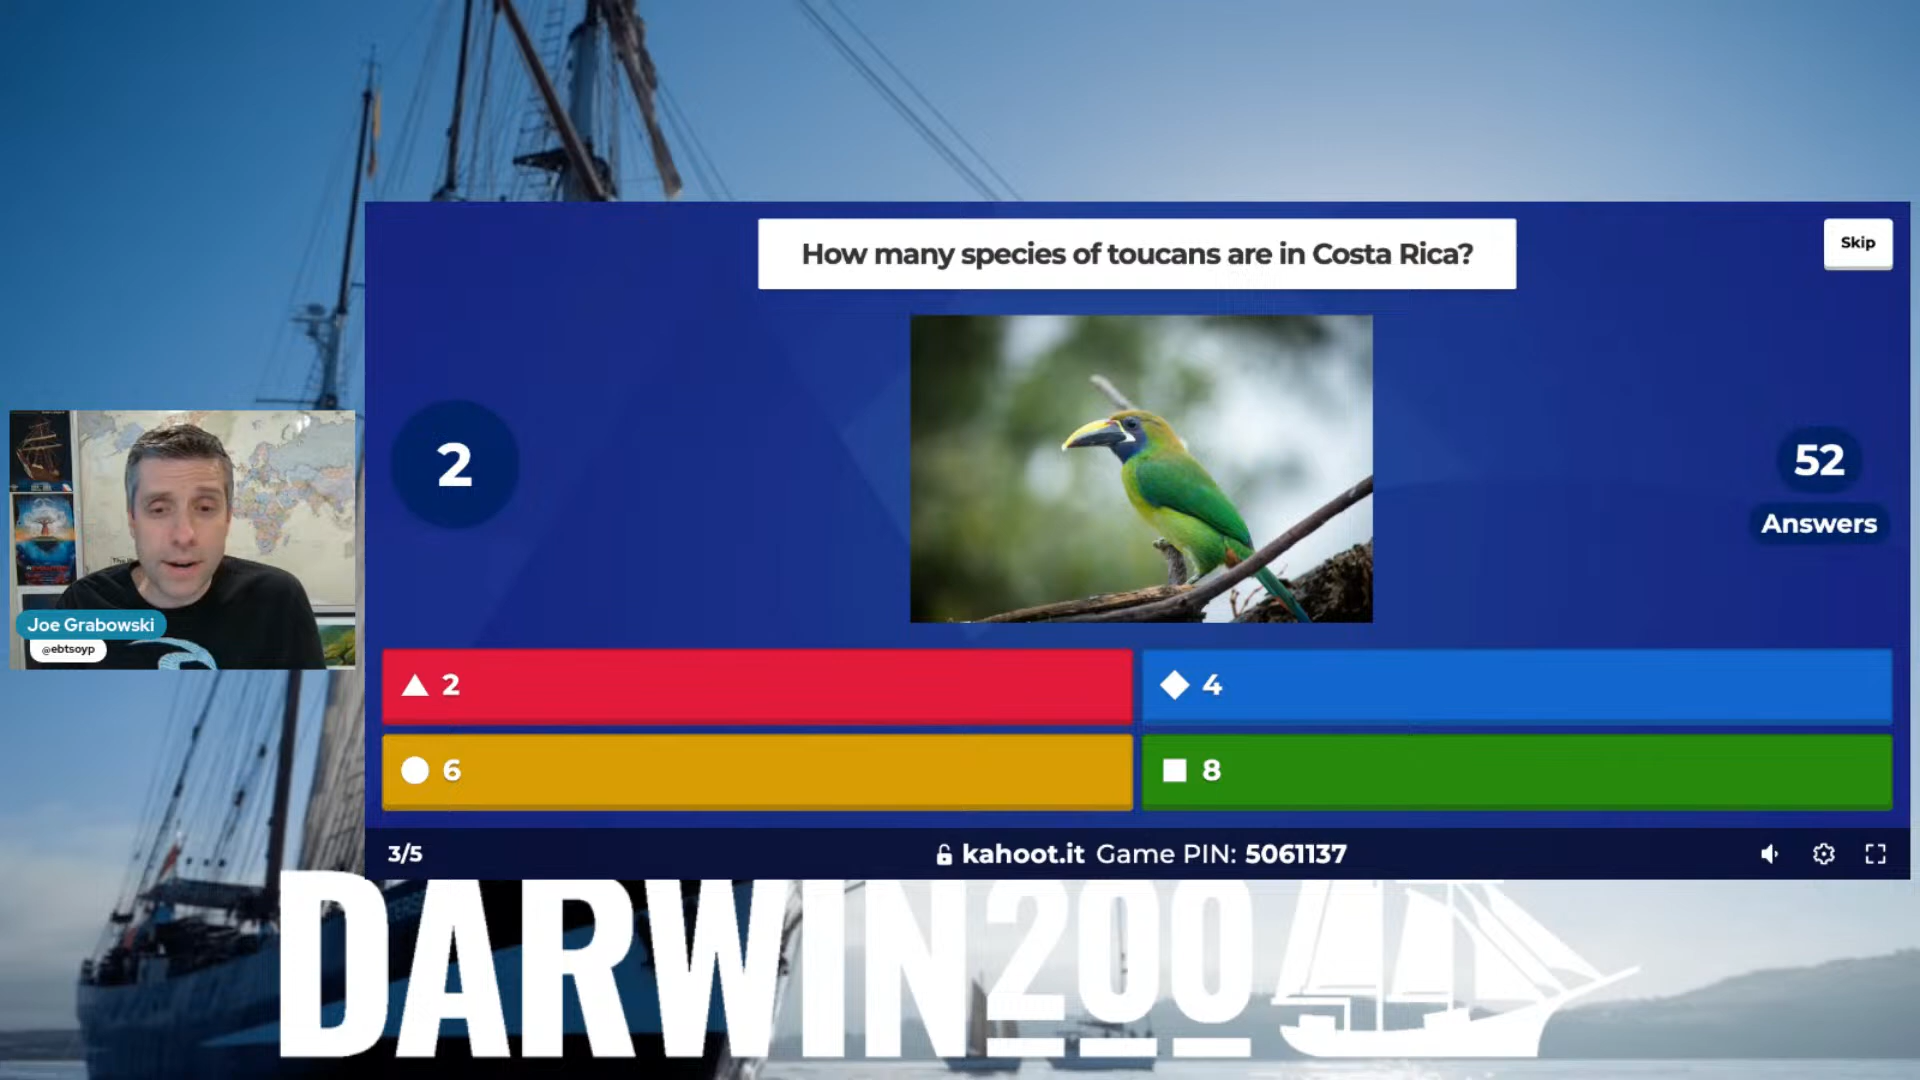 How many species of toucans are in Costa Rica?
Skip
2
52
Answers
Joe Grabowski
@ebtsoyp
2
4
6
8
3/5
kahoot.it Game PIN: 5061137
DARWIN200